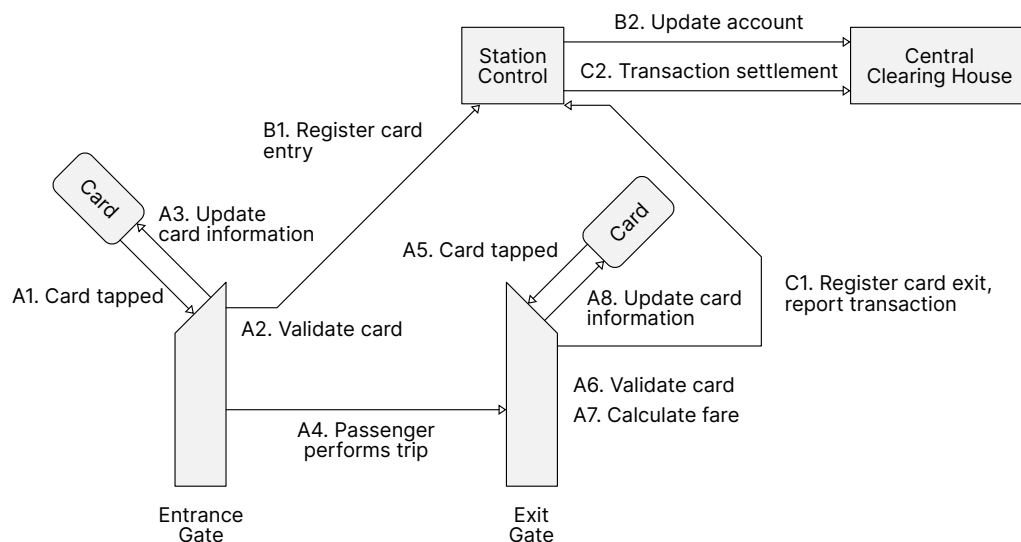 B2. Update account
Station
Control
Central
Clearing House
C2. Transaction settlement
B1. Register card
entry
Card
A3. Update
card information
Card
A5. Card tapped
A1. Card tapped
A8. Update card
information
C1. Register card exit,
report transaction
A2. Validate card
A6. Validate card
A7. Calculate fare
A4. Passenger
performs trip
Entrance
Gate
Exit
Gate